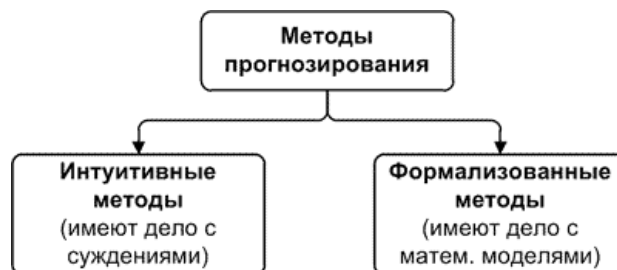 Методы
прогнозирования
Интуитивные
методы
(имеют дело с
суждениями)
Формализованные
методы
(имеют дело с
матем. моделями)